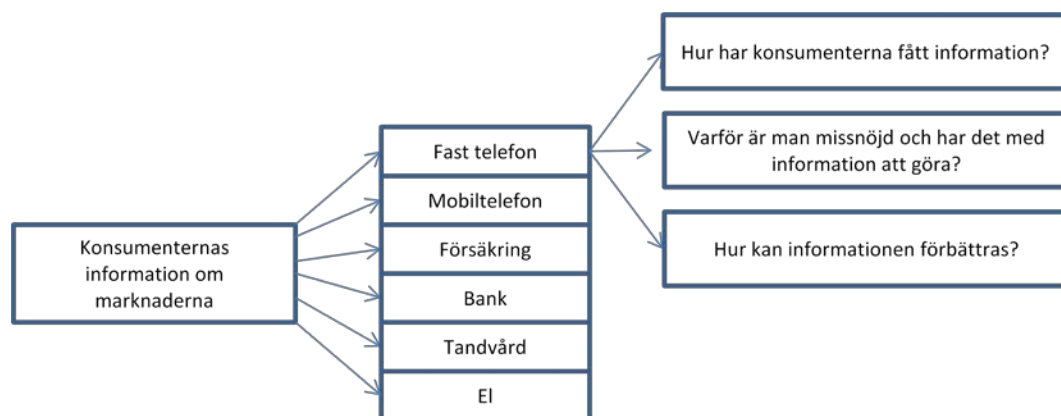 Konsumenternas
information om
marknaderna
Fast telefon
Mobiltelefon
Försäkring
Bank
Tandvård
El
Hur har konsumenterna fått information?
Varför är man missnöjd och har det med
information att göra?
Hur kan informationen förbättras?